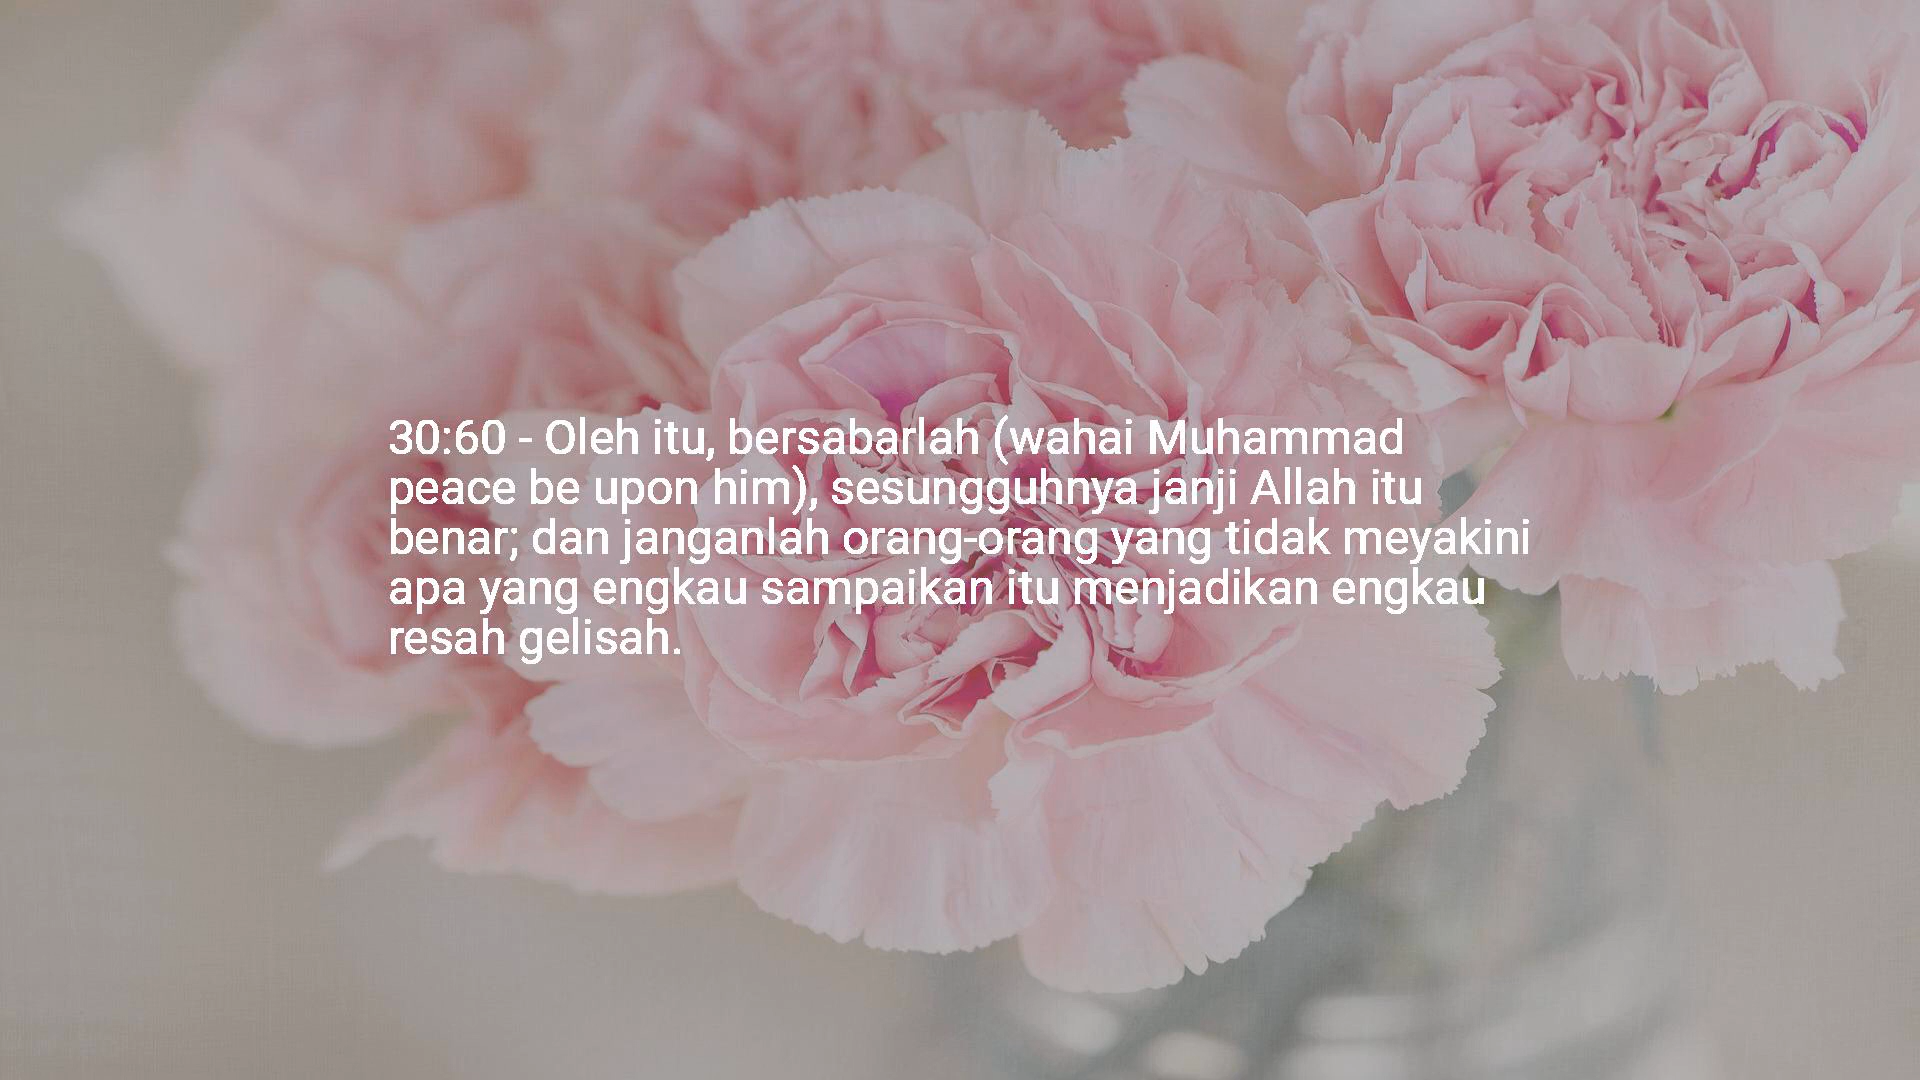 30:60 - Oleh itu, bersabarlah (wahai Muhammad
peace be upon him), sesungguhnya janji Allah itu
benar; dan janganlah orang-orang yang tidak meyakini
apa yang engkau sampaikan itu menjadikan engkau
resah gelisah.